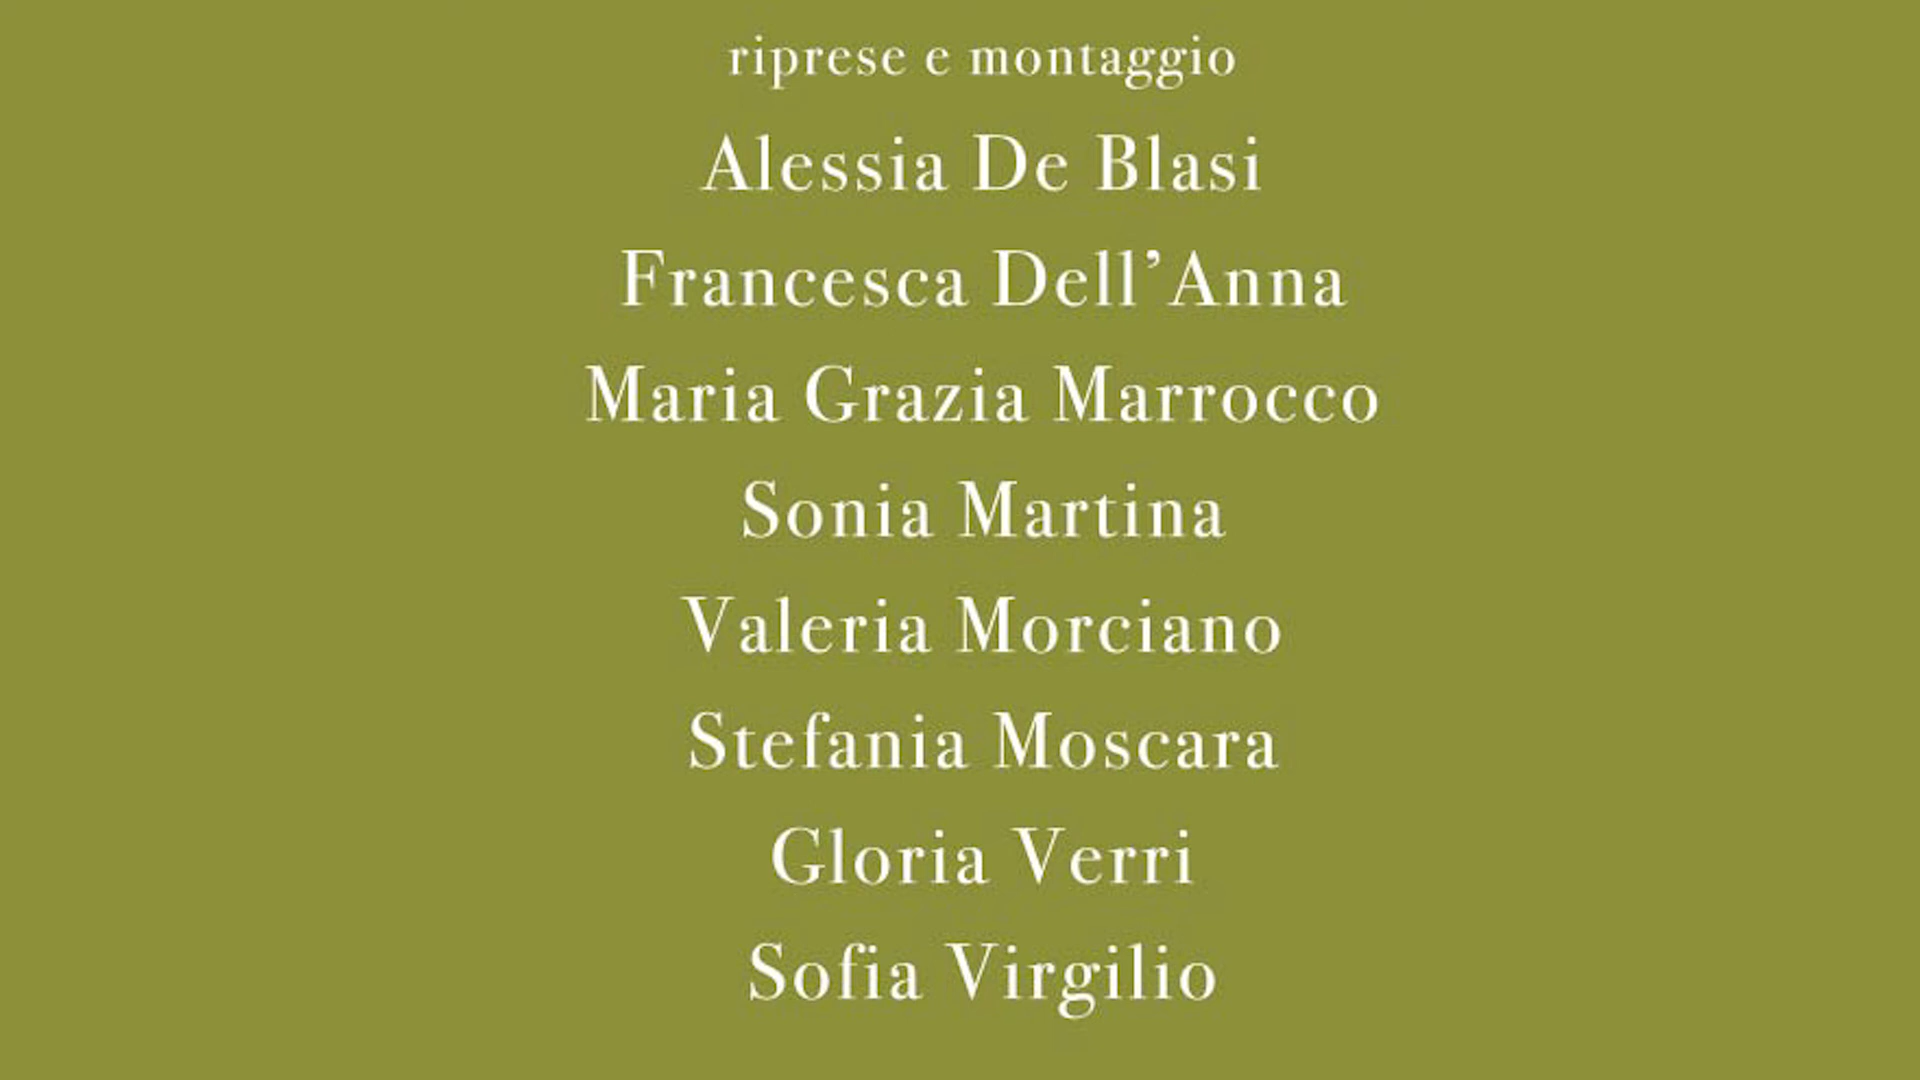 riprese e montaggio
Alessia De Blasi
Francesca Dell’Anna
Maria Grazia Marrocco
Sonia Martina
Valeria Morciano
Stefania Moscara
Gloria Verri
Sofia Virgilio